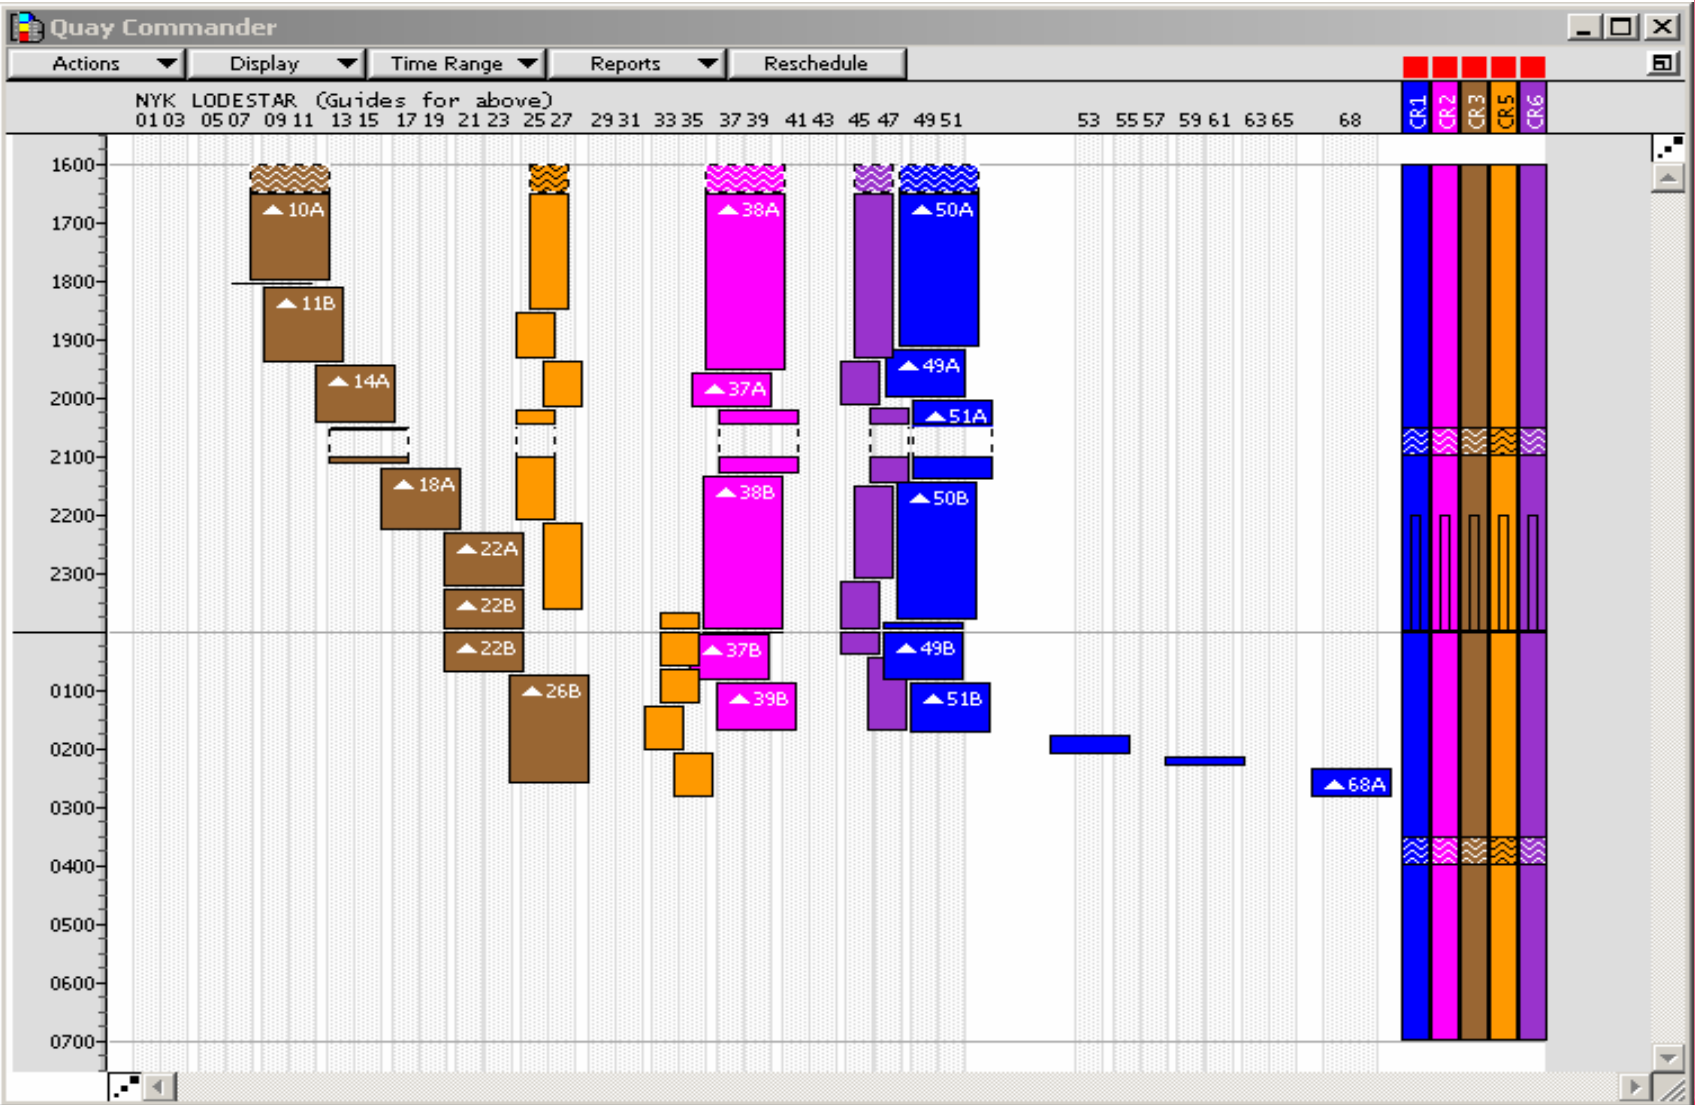 Quay Commander
Actions Display Time Range Reports Reschedule
NYK LODESTAR (Guides for above)
01 03 05 07 09 11 13 15 17 19 21 23 25 27 29 31 33 35 37 39 41 43 45 47 49 51 53 55 57 59 61 63 65 68
CR1 CR2 CR3 CR5 CR6
1600
10A 38A 50A
1700
1800
11B
1900
49A
14A 37A
2000
51A
2100
18A 38B 50B
2200
22A
2300
22B
22B 37B 49B
0100
26B 39B 51B
0200
68A
0300
0400
0500
0600
0700